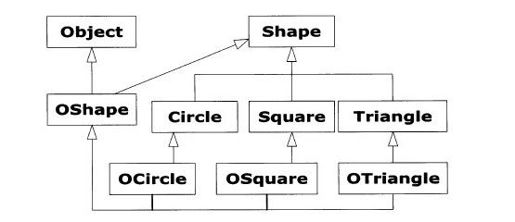 Object
Shape
OShape
Circle
Square
Triangle
OCircle
OSquare
OTriangle